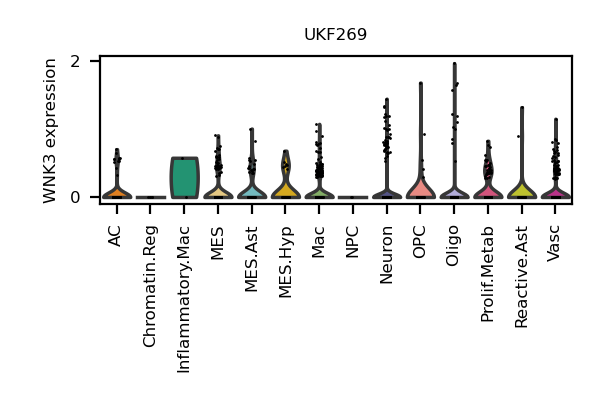 UKF269
WNK3 expression
2
0
AC
Chromatin.Reg
Inflammatory.Mac
MES
MES.Ast
MES.Hyp
Mac
NPC
Neuron
OPC
Oligo
Prolif.Metab
Reactive.Ast
Vasc